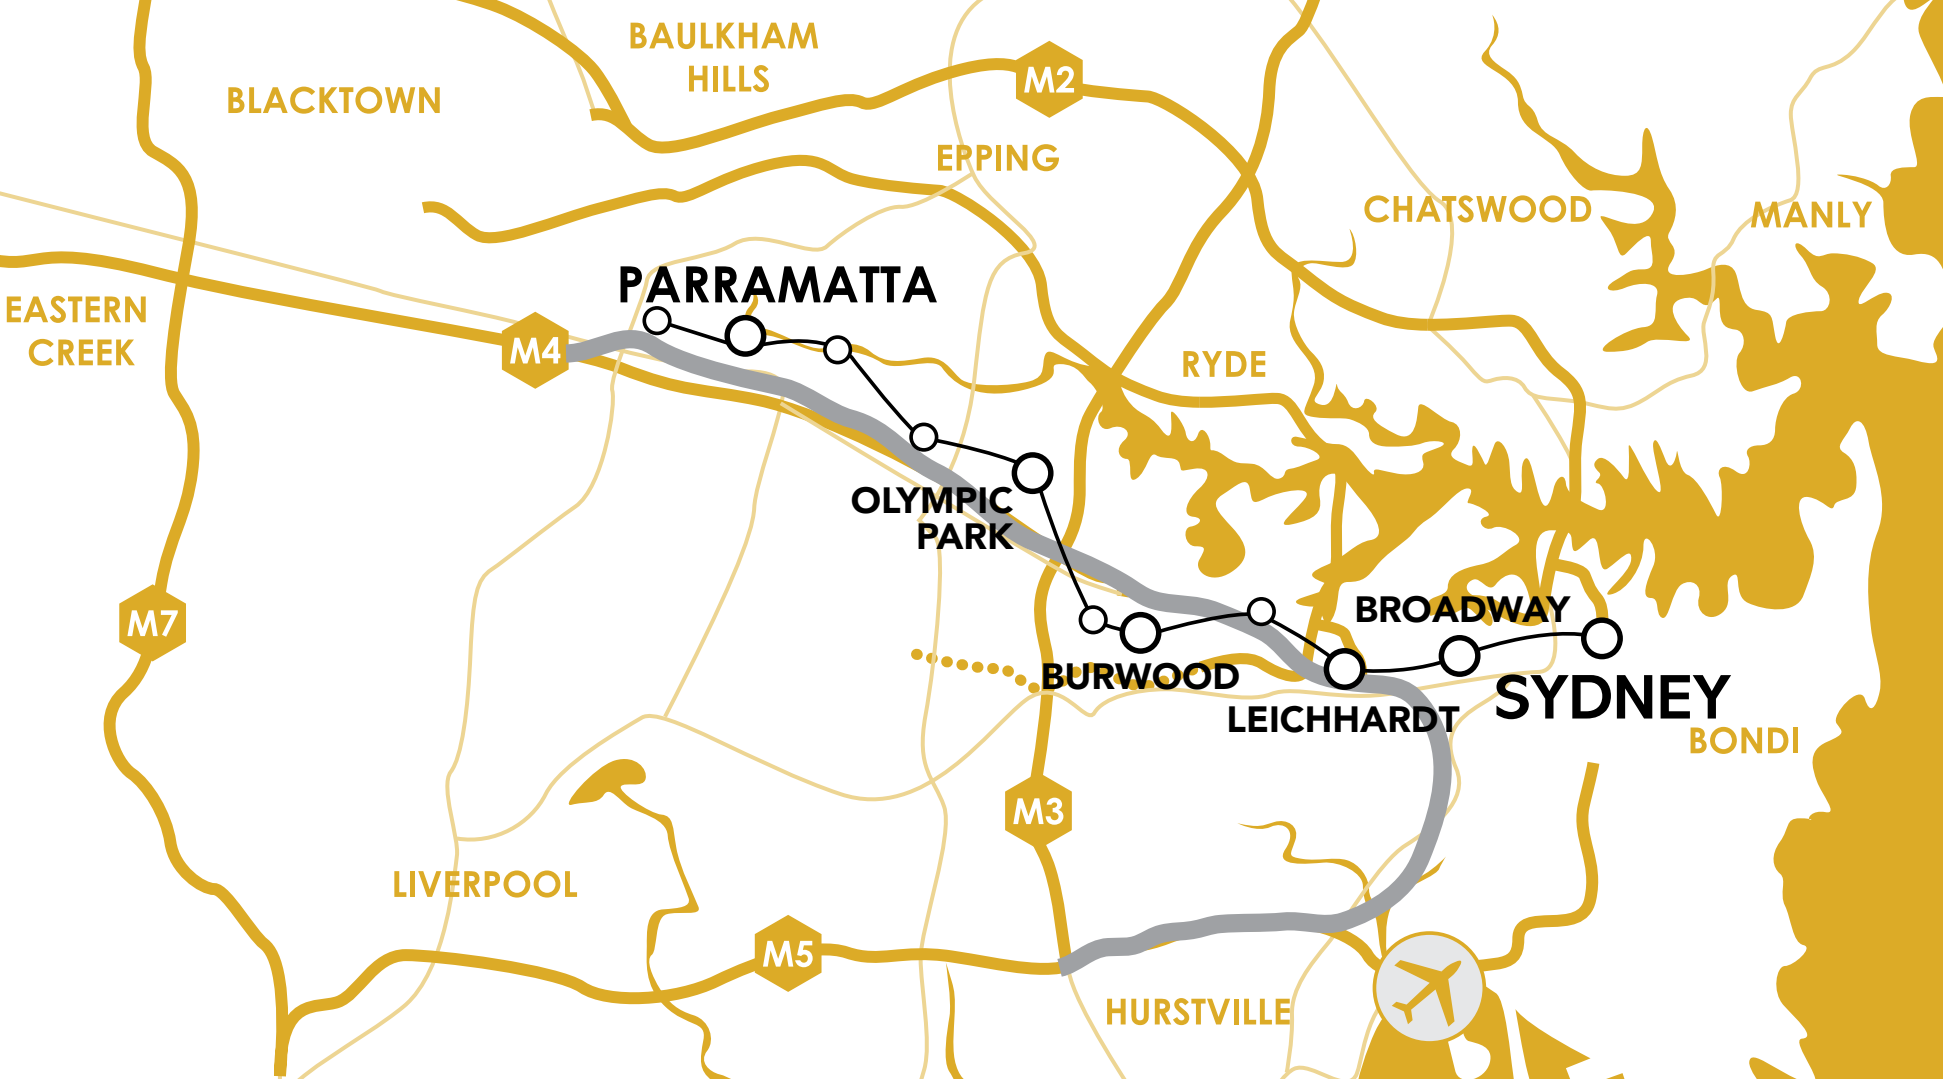 BAULKHAM
HILLS
M2
BLACKTOWN
EPPING
CHATSWOOD
MANLY
PARRAMATTA
EASTERN
CREEK
M4
RYDE
OLYMPIC
PARK
BROADWAY
M7
BURWOOD
SYDNEY
LEICHHARDT
BONDI
M3
LIVERPOOL
M5
HURSTVILLE